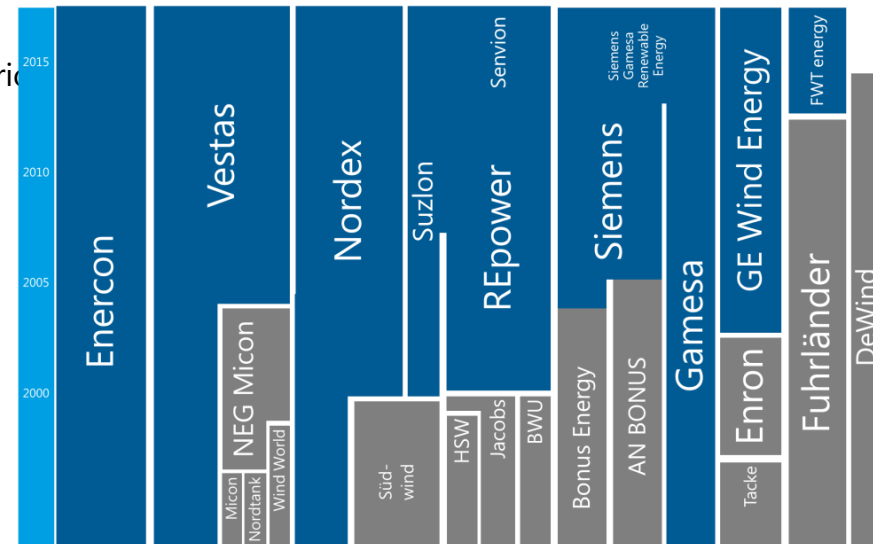 2015
2010
2005
2000
Enercon
Vestas
NEG Micon
Micon
Nordtank
Wind World
Nordex
Süd-
wind
Suzlon
Senvion
REpower
HSW
Jacobs
BWU
Siemens
Gamesa
Renewable
Energy
Siemens
Bonus Energy
AN BONUS
Gamesa
GE Wind Energy
Enron
Tacke
FWT energy
Fuhrländer
DeWind